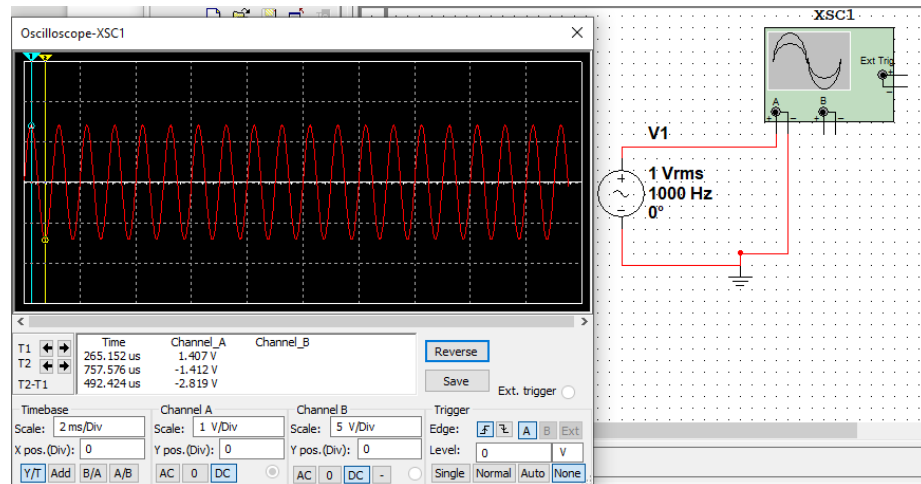 Oscilloscope-XSC1
1 2
Time Channel_A Channel_B
T1 265.152 us 1.407 V
T2 757.576 us -1.412 V
T2-T1 492.424 us -2.819 V
Reverse
Save
Ext. trigger
Timebase Channel A Channel B Trigger
Scale: 2 ms/Div Scale: 1 V/Div Scale: 5 V/Div Edge: A B Ext
X pos.(Div): 0 Y pos.(Div): 0 Y pos.(Div): 0 Level: 0 V
Y/T Add B/A A/B AC 0 DC AC 0 DC - Single Normal Auto None
XSC1
Ext Trig
+
-
A B
+ - + -
V1
+
-
1 Vrms
1000 Hz
0°